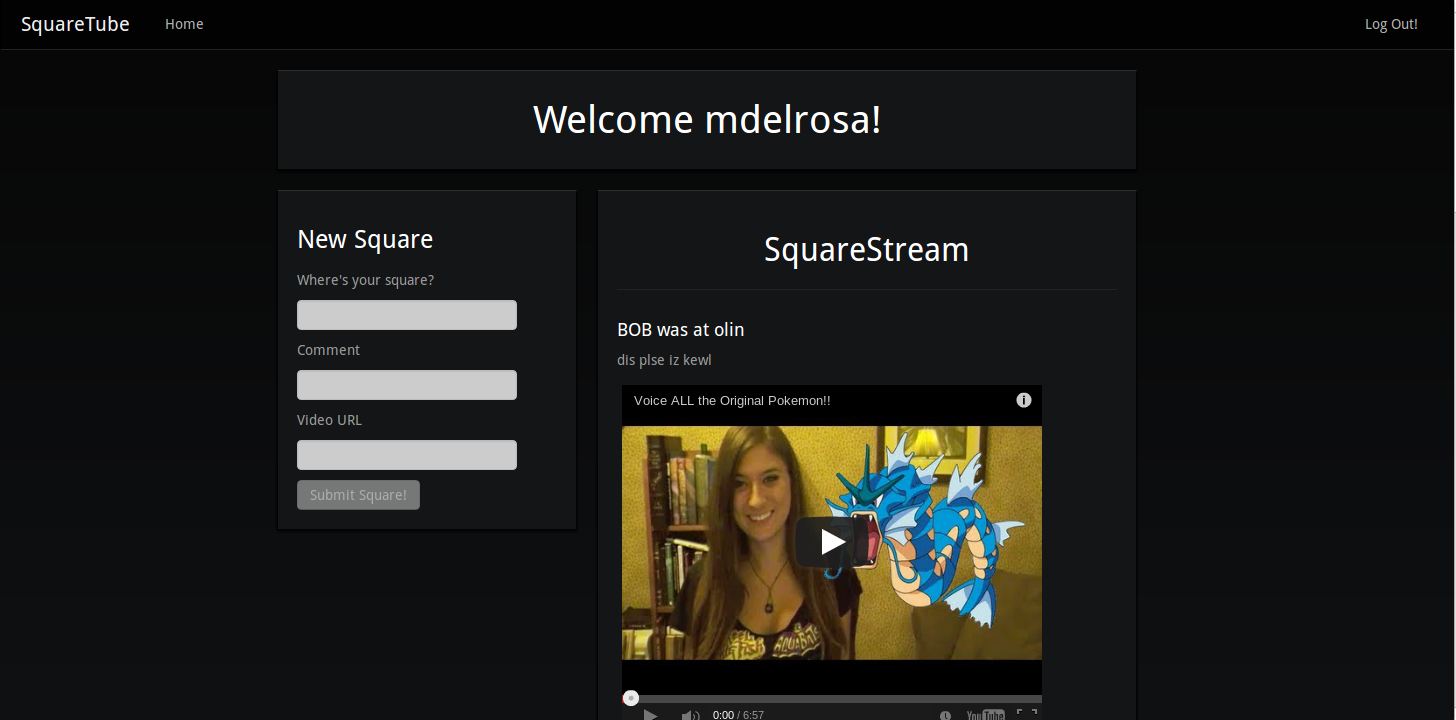 SquareTube Home Log Out!
Welcome mdelrosa!
New Square
Where's your square?
Comment
Video URL
Submit Square!
SquareStream
BOB was at olin
dis plse iz kewl
Voice ALL the Original Pokemon!!
0:00 / 6:57
YouTube